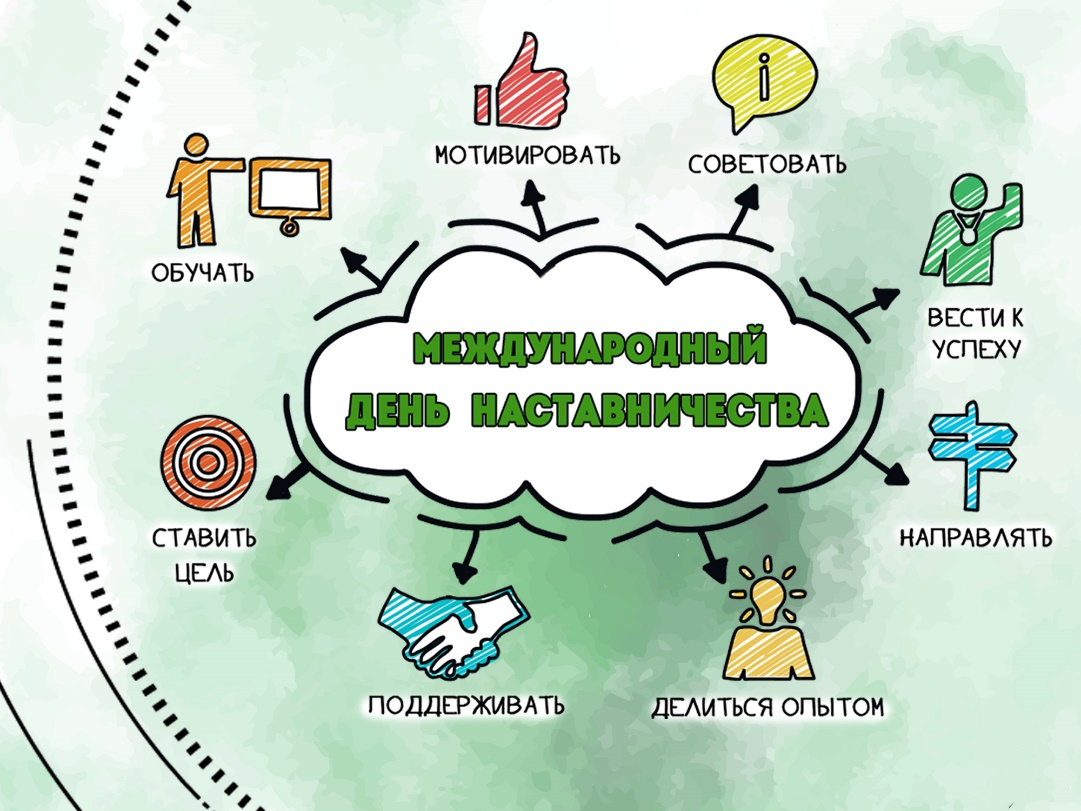 МОТИВИРОВАТЬ
СОВЕТОВАТЬ
i
ОБУЧАТЬ
ВЕСТИ К
УСПЕХУ
МЕЖДУНАРОДНЫЙ
ДЕНЬ НАСТАВНИЧЕСТВА
СТАВИТЬ
ЦЕЛЬ
НАПРАВЛЯТЬ
ПОДДЕРЖИВАТЬ
ДЕЛИТЬСЯ ОПЫТОМ